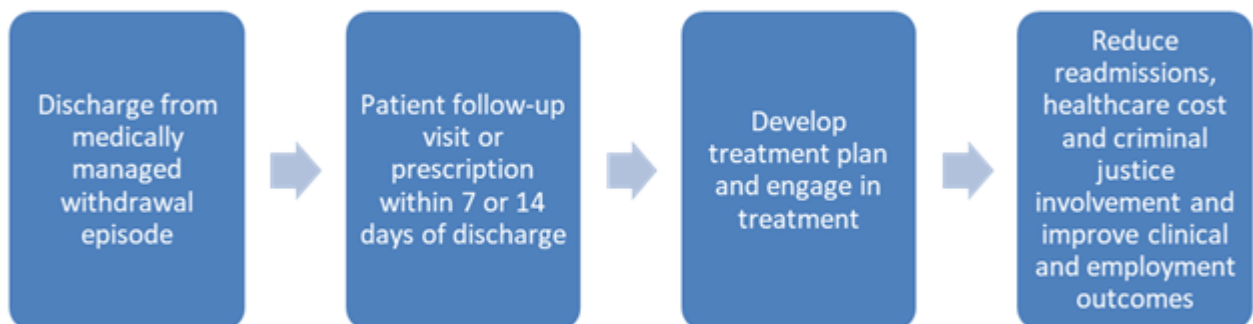 Discharge from
medically
managed
withdrawal
episode
Patient follow-up
visit or
prescription
within 7 or 14
days of discharge
Develop
treatment plan
and engage in
treatment
Reduce
readmissions,
healthcare cost
and criminal
justice
involvement and
improve clinical
and employment
outcomes